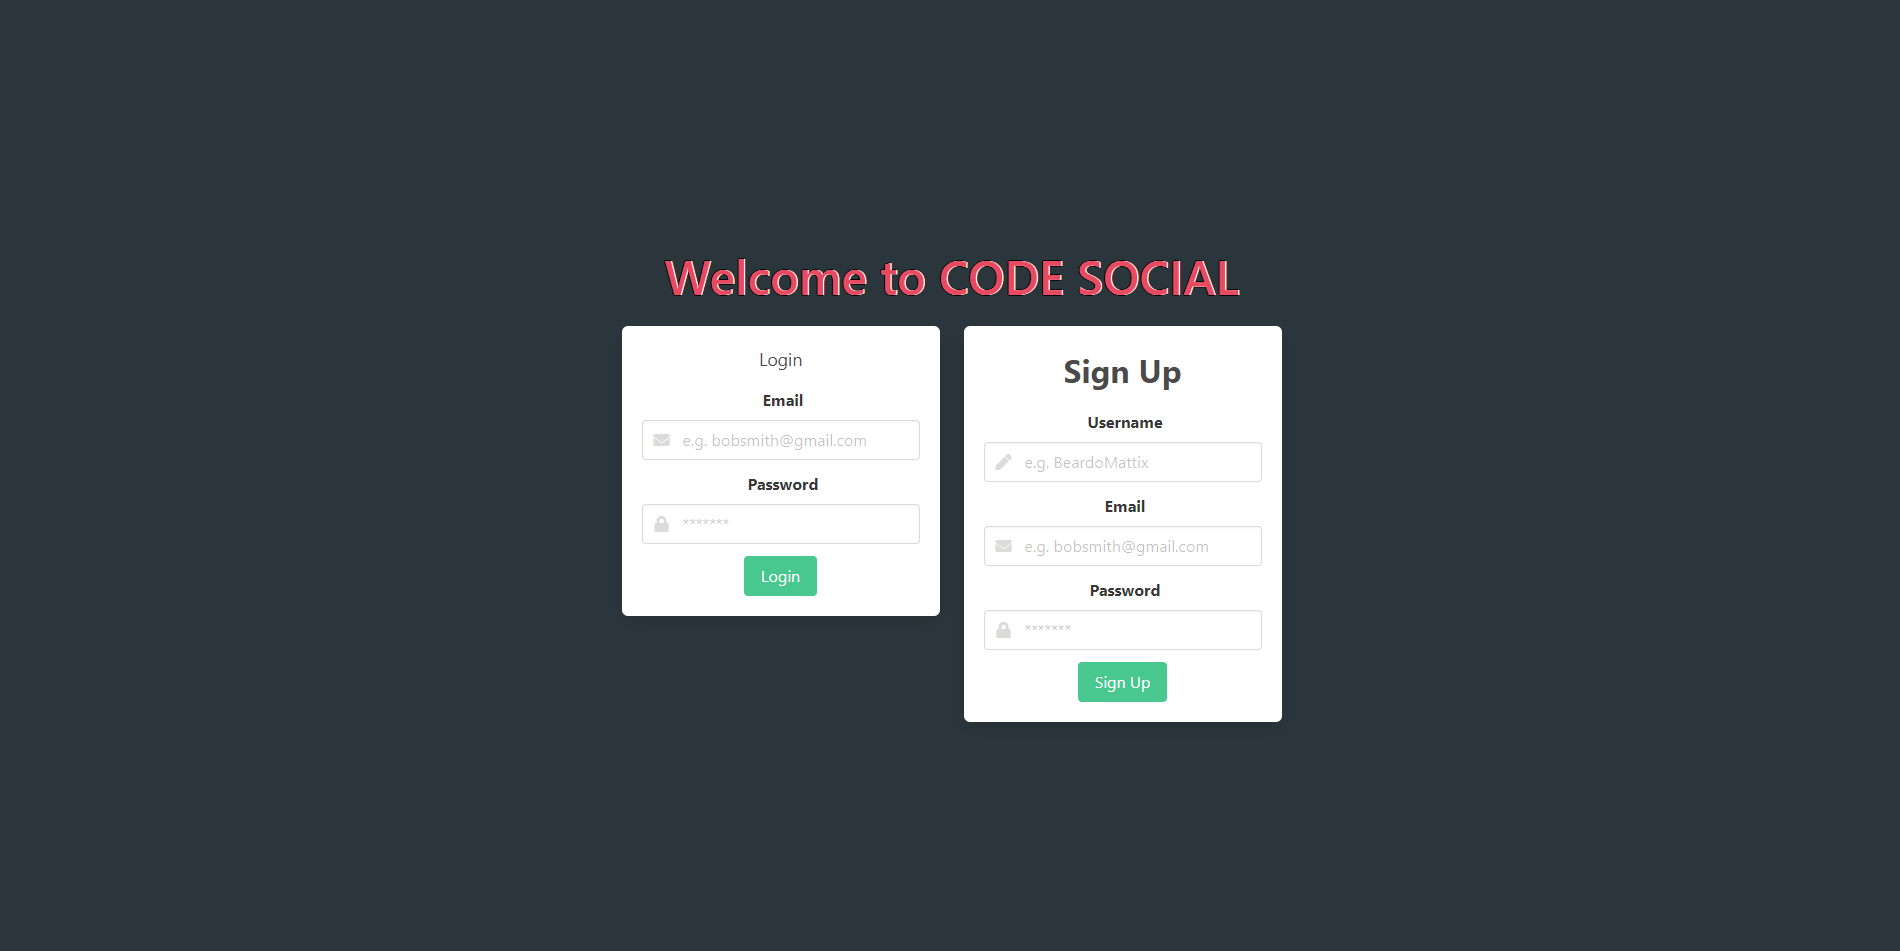 Welcome to CODE SOCIAL
Login
Email
e.g. bobsmith@gmail.com
Password
*******
Login
Sign Up
Username
e.g. BeardoMattix
Email
e.g. bobsmith@gmail.com
Password
*******
Sign Up